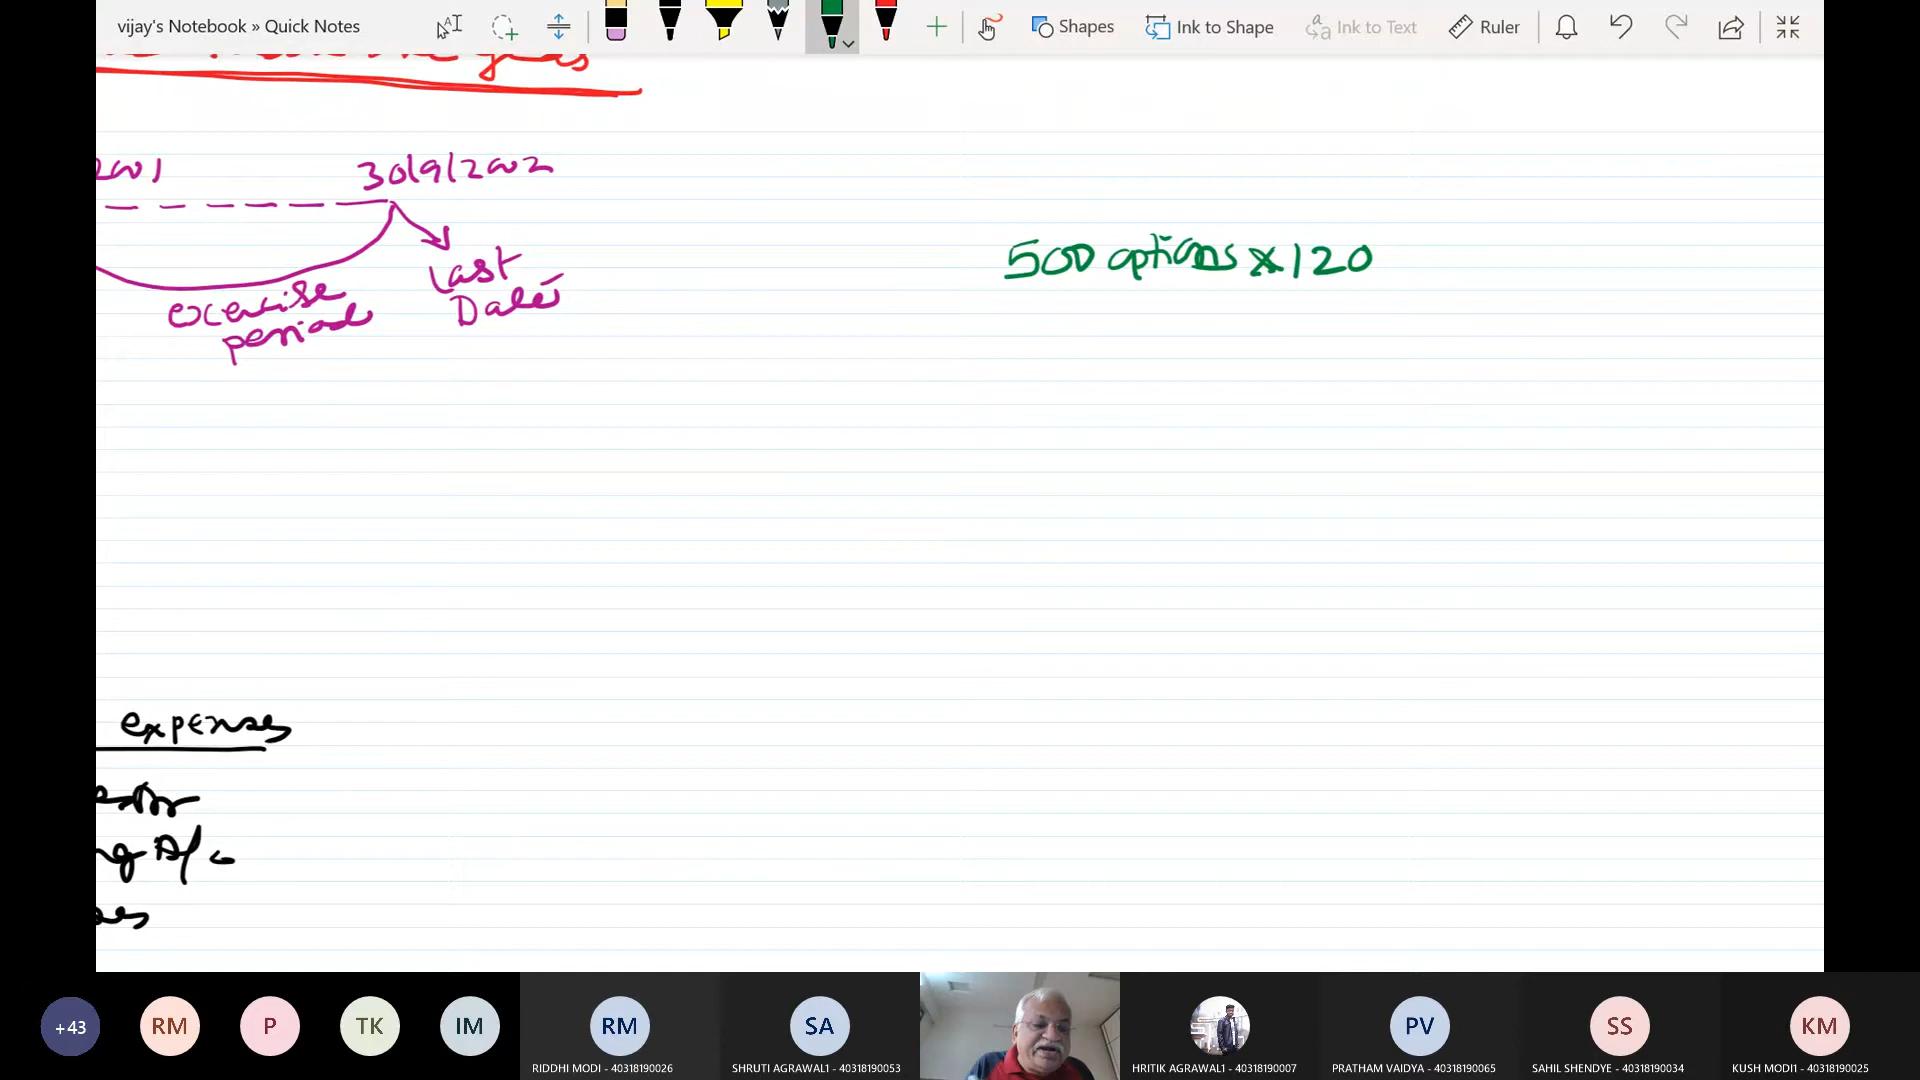 vijay's Notebook » Quick Notes
Shapes
Ink to Shape
Ink to Text
Ruler
2001
30/9/2002
Last
Date
exercise
period
500 options x 120
expenses
A/c
+43
RM
P
TK
IM
RM
RIDDHI MODI - 40318190026
SA
SHRUTI AGRAWAL1 - 40318190053
HRITIK AGRAWAL1 - 40318190007
PV
PRATHAM VAIDYA - 40318190065
SS
SAHIL SHENDYE - 40318190034
KM
KUSH MODI1 - 40318190025